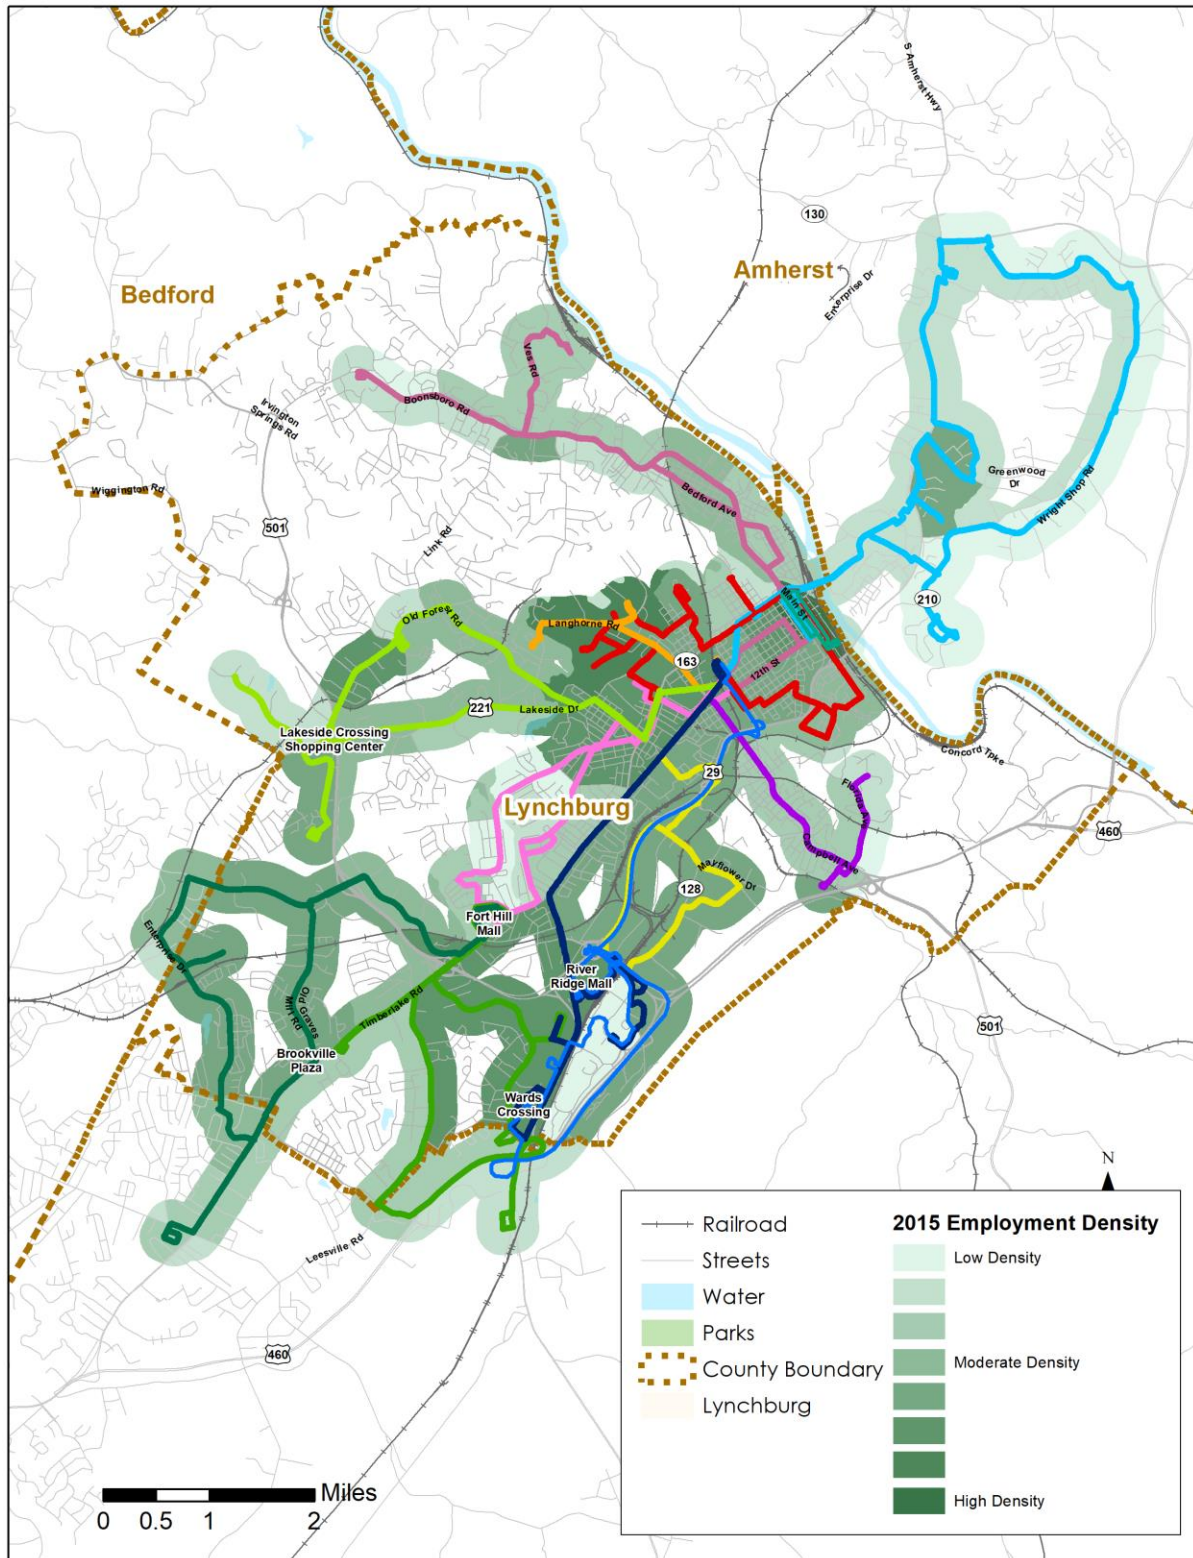 S Amherst Hwy
130
Amherst
Enterprise Dr
Bedford
Ves Rd
Boonsboro Rd
Irvington
Springs Rd
Greenwood
Dr
Wiggington Rd
Bedford Ave
Wright Shop Rd
501
Link Rd
210
Main St
Old Forest Rd
Langhorne Rd
163
12th St
221
Lakeside Dr
Lakeside Crossing
Shopping Center
Concord Tpke
29
Florida Ave
Lynchburg
460
Campbell Ave
Mayflower Dr
128
Fort Hill
Mall
Enterprise Dr
River
Ridge Mall
Old Graves
Mill Rd
Timberlake Rd
501
Brookville
Plaza
Wards
Crossing
N
Leesville Rd
460
Railroad
Streets
Water
Parks
County Boundary
Lynchburg
2015 Employment Density
Low Density
Moderate Density
High Density
Miles
0 0.5 1 2